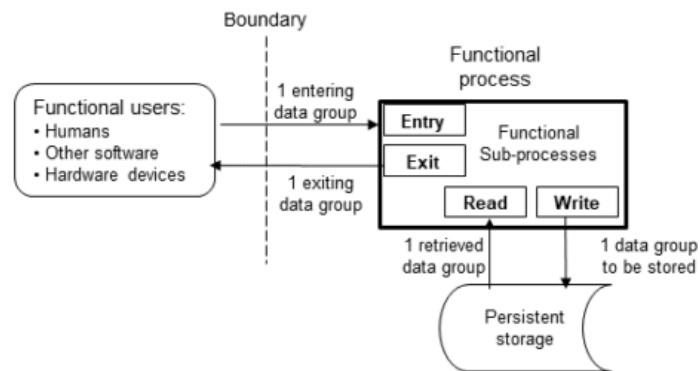 Boundary
Functional
process
Functional users:
• Humans
• Other software
• Hardware devices
1 entering
data group
1 exiting
data group
Entry
Exit
Functional
Sub-processes
Read
Write
1 retrieved
data group
1 data group
to be stored
Persistent
storage